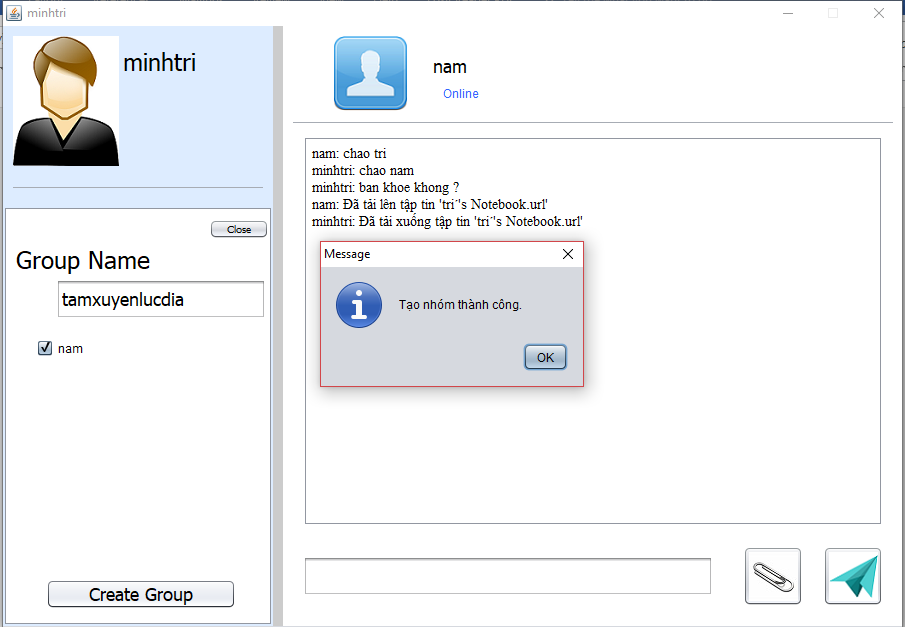 minhtri
minhtri
Close
Group Name
tamxuyenlucdia
nam
Create Group
nam
Online
nam: chao tri
minhtri: chao nam
minhtri: ban khoe khong ?
nam: Đã tải lên tập tin 'tri´'s Notebook.url'
minhtri: Đã tải xuống tập tin 'tri´'s Notebook.url'
Message
Tạo nhóm thành công.
OK